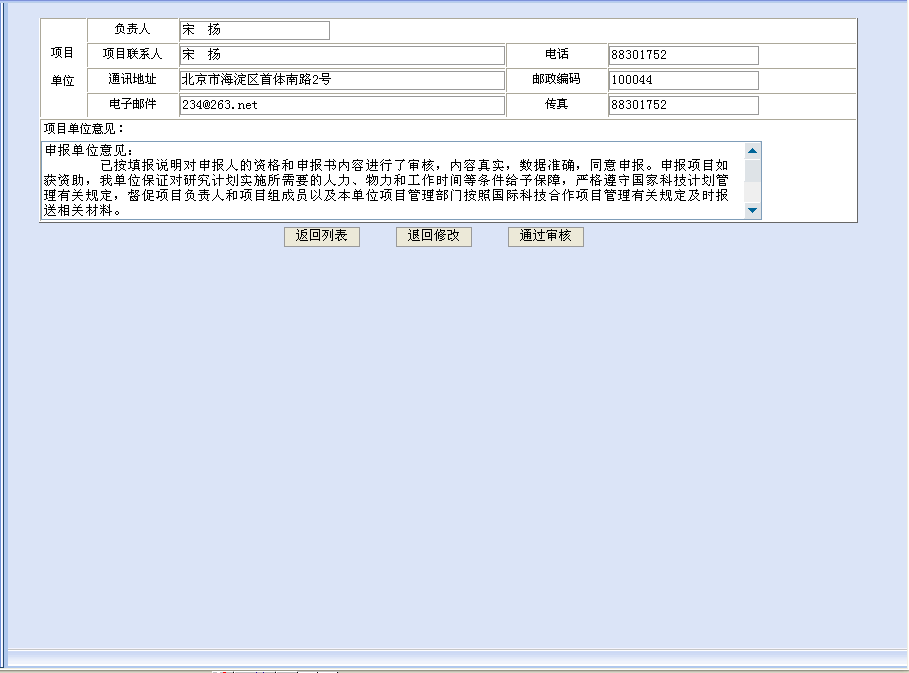 负责人 宋 扬
项目
单位
项目联系人 宋 扬 电话 88301752
通讯地址 北京市海淀区首体南路2号 邮政编码 100044
电子邮件 234@263.net 传真 88301752
项目单位意见：
申报单位意见：
已按填报说明对申报人的资格和申报书内容进行了审核，内容真实，数据准确，同意申报。申报项目如
获资助，我单位保证对研究计划实施所需要的人力、物力和工作时间等条件给予保障，严格遵守国家科技计划管
理有关规定，督促项目负责人和项目组成员以及本单位项目管理部门按照国际科技合作项目管理有关规定及时报
送相关材料。
返回列表 退回修改 通过审核